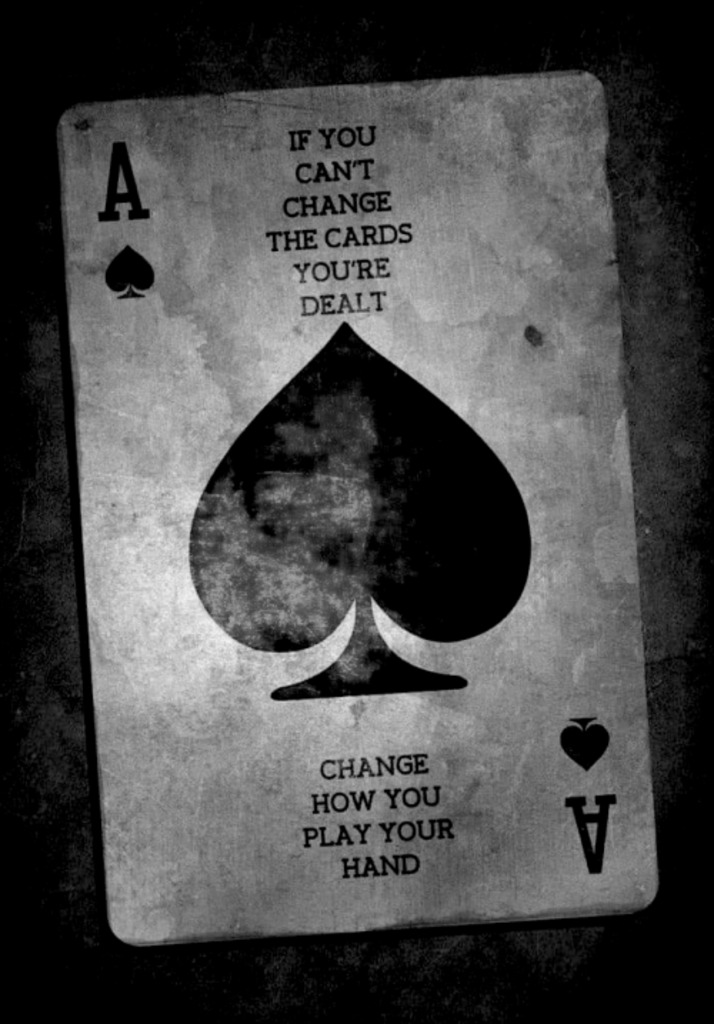 A
IF YOU
CAN'T
CHANGE
THE CARDS
YOU'RE
DEALT
CHANGE
HOW YOU
PLAY YOUR
HAND
A